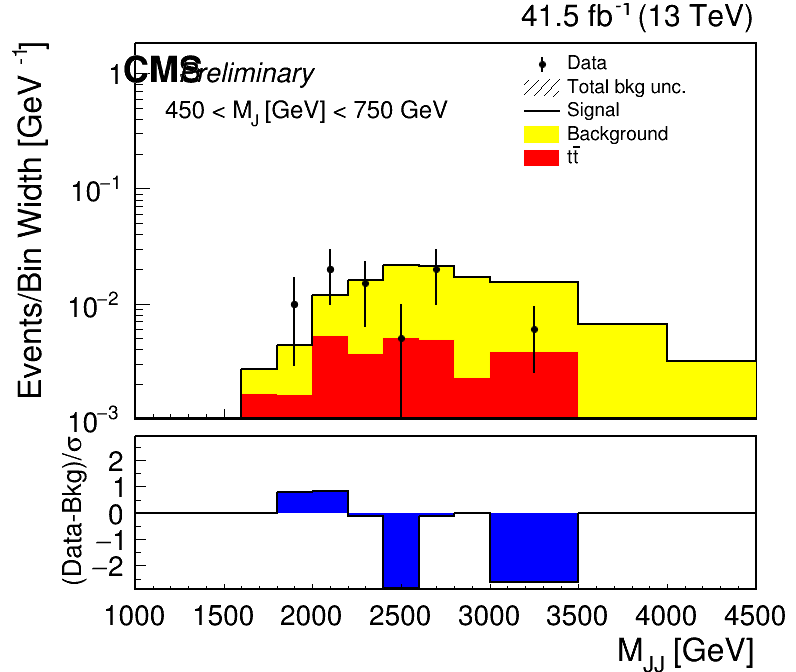 41.5 fb⁻¹ (13 TeV)
CMS Preliminary
450 < M_J [GeV] < 750 GeV
Data
Total bkg unc.
Signal
Background
tt̄
Events/Bin Width [GeV⁻¹]
1
10⁻¹
10⁻²
10⁻³
(Data-Bkg)/σ
2
1
0
−1
−2
1000 1500 2000 2500 3000 3500 4000 4500
M_JJ [GeV]